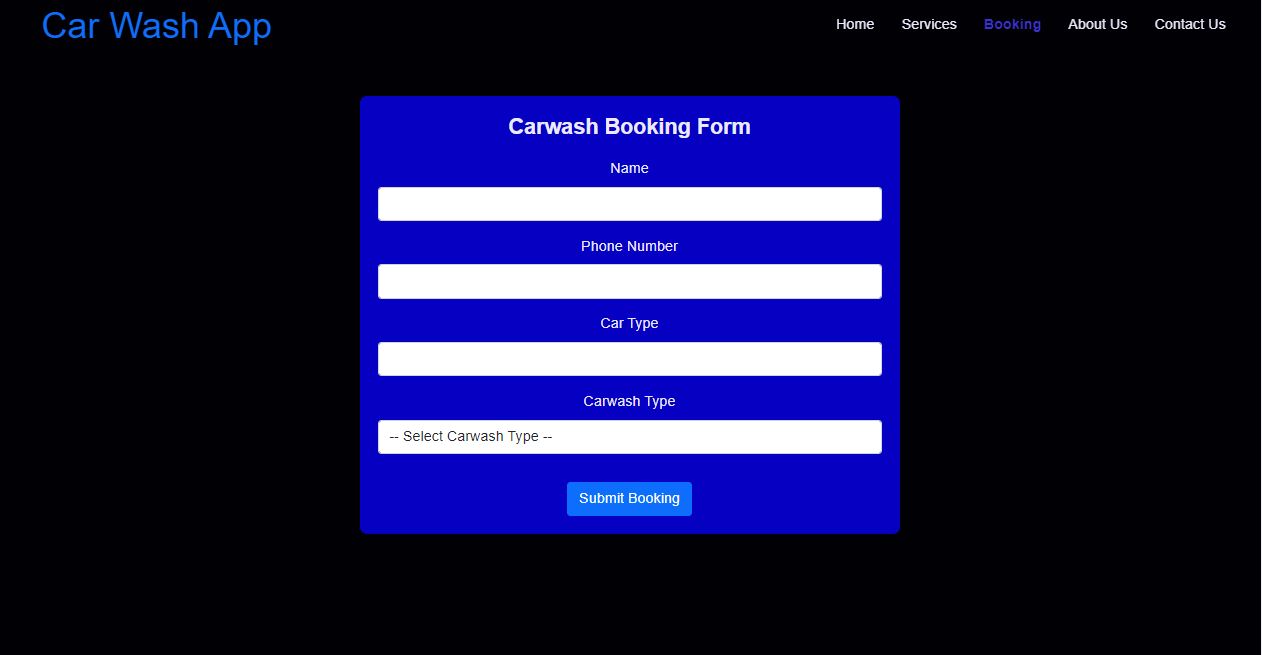 Car Wash App
Home Services Booking About Us Contact Us
Carwash Booking Form
Name
Phone Number
Car Type
Carwash Type
-- Select Carwash Type --
Submit Booking